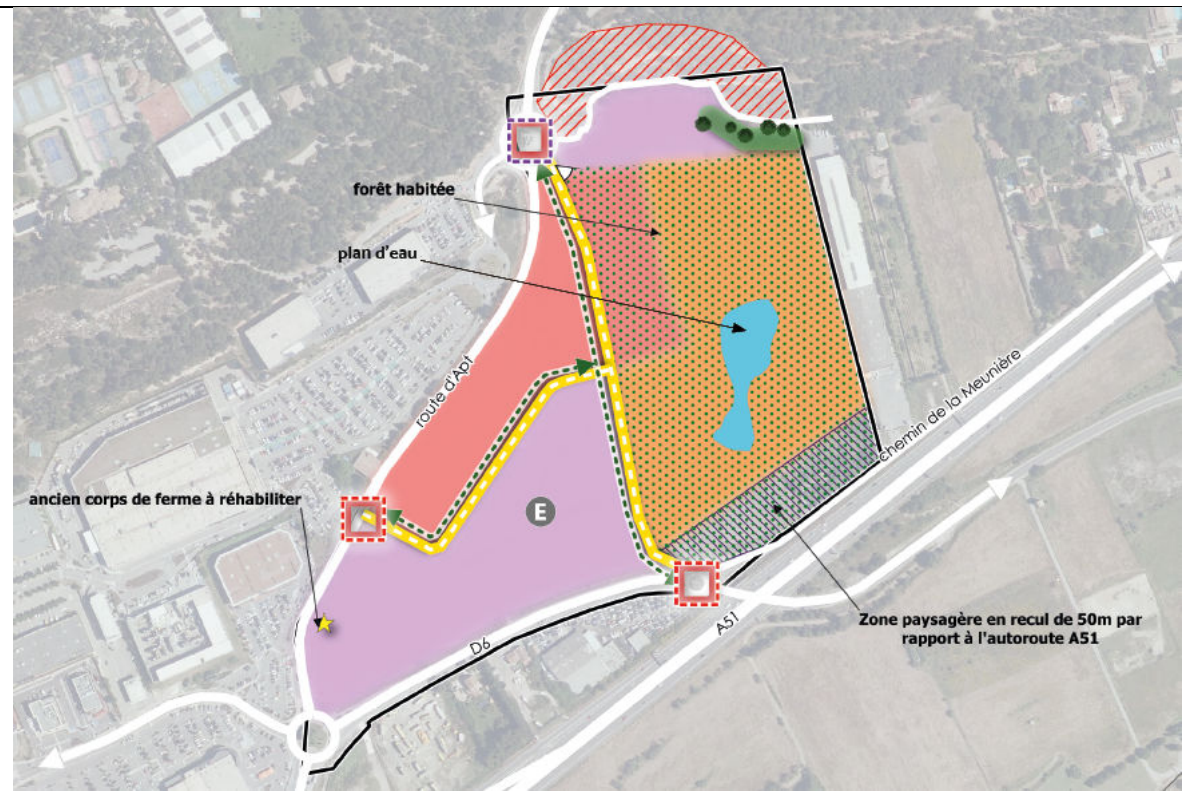 forêt habitée
plan d'eau
route d'Apt
chemin de la Meunière
ancien corps de ferme à réhabiliter
E
Zone paysagère en recul de 50m par
rapport à l'autoroute A51
A51
D6